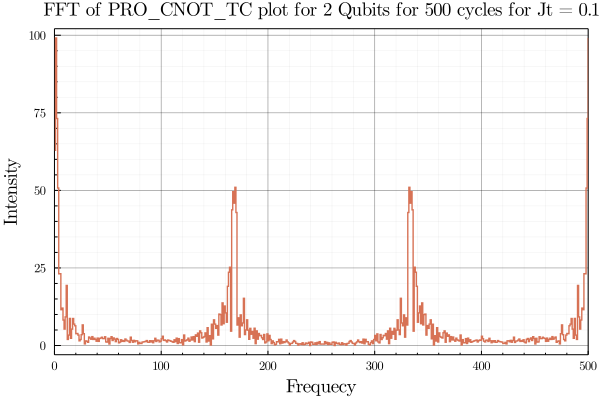 FFT of PRO_CNOT_TC plot for 2 Qubits for 500 cycles for Jt = 0.1
100
75
50
25
0
Intensity
0 100 200 300 400 500
Frequecy